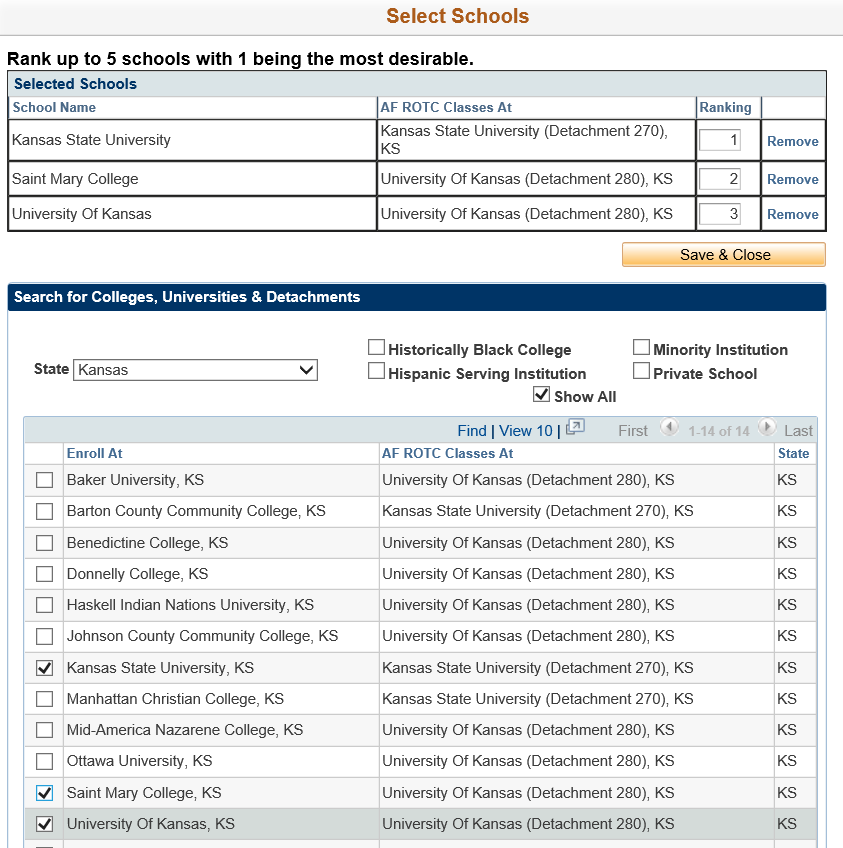 Select Schools
Rank up to 5 schools with 1 being the most desirable.
Selected Schools
School Name AF ROTC Classes At Ranking
Kansas State University Kansas State University (Detachment 270), KS 1 Remove
Saint Mary College University Of Kansas (Detachment 280), KS 2 Remove
University Of Kansas University Of Kansas (Detachment 280), KS 3 Remove
Save & Close
Search for Colleges, Universities & Detachments
State Kansas
Historically Black College Minority Institution
Hispanic Serving Institution Private School
Show All
Find | View 10 | First 1-14 of 14 Last
Enroll At AF ROTC Classes At State
Baker University, KS University Of Kansas (Detachment 280), KS KS
Barton County Community College, KS Kansas State University (Detachment 270), KS KS
Benedictine College, KS University Of Kansas (Detachment 280), KS KS
Donnelly College, KS University Of Kansas (Detachment 280), KS KS
Haskell Indian Nations University, KS University Of Kansas (Detachment 280), KS KS
Johnson County Community College, KS University Of Kansas (Detachment 280), KS KS
Kansas State University, KS Kansas State University (Detachment 270), KS KS
Manhattan Christian College, KS Kansas State University (Detachment 270), KS KS
Mid-America Nazarene College, KS University Of Kansas (Detachment 280), KS KS
Ottawa University, KS University Of Kansas (Detachment 280), KS KS
Saint Mary College, KS University Of Kansas (Detachment 280), KS KS
University Of Kansas, KS University Of Kansas (Detachment 280), KS KS